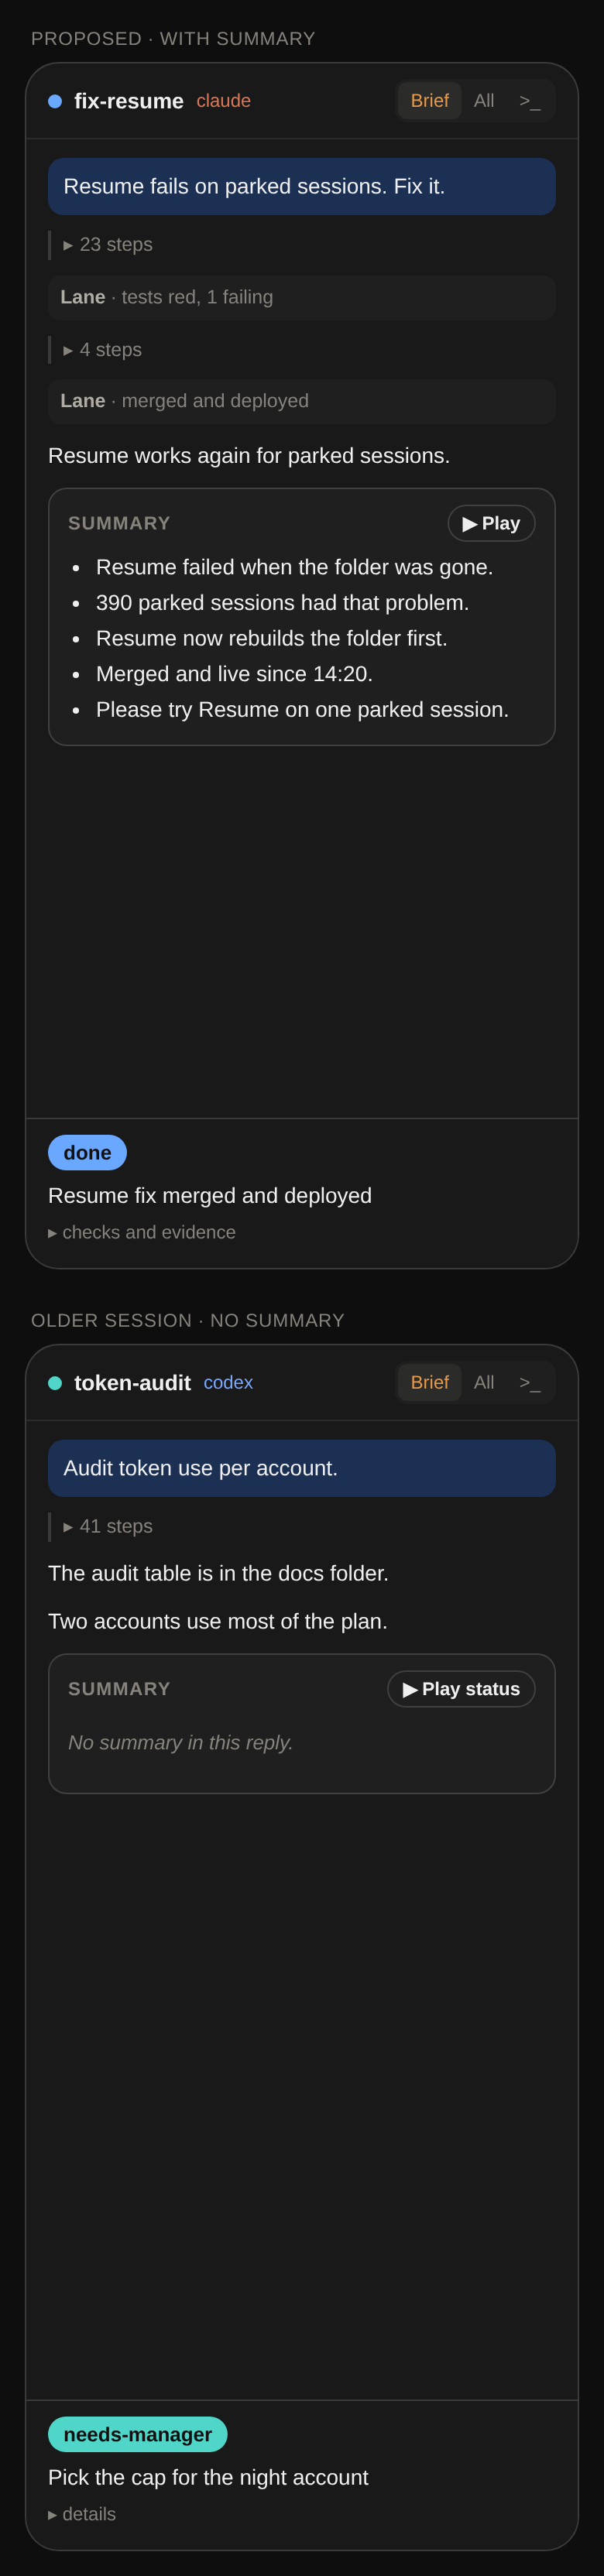 PROPOSED · WITH SUMMARY
fix-resume claude Brief All >_
Resume fails on parked sessions. Fix it.
▸ 23 steps
Lane · tests red, 1 failing
▸ 4 steps
Lane · merged and deployed
Resume works again for parked sessions.
SUMMARY ▶ Play
• Resume failed when the folder was gone.
• 390 parked sessions had that problem.
• Resume now rebuilds the folder first.
• Merged and live since 14:20.
• Please try Resume on one parked session.
done
Resume fix merged and deployed
▸ checks and evidence
OLDER SESSION · NO SUMMARY
token-audit codex Brief All >_
Audit token use per account.
▸ 41 steps
The audit table is in the docs folder.
Two accounts use most of the plan.
SUMMARY ▶ Play status
No summary in this reply.
needs-manager
Pick the cap for the night account
▸ details